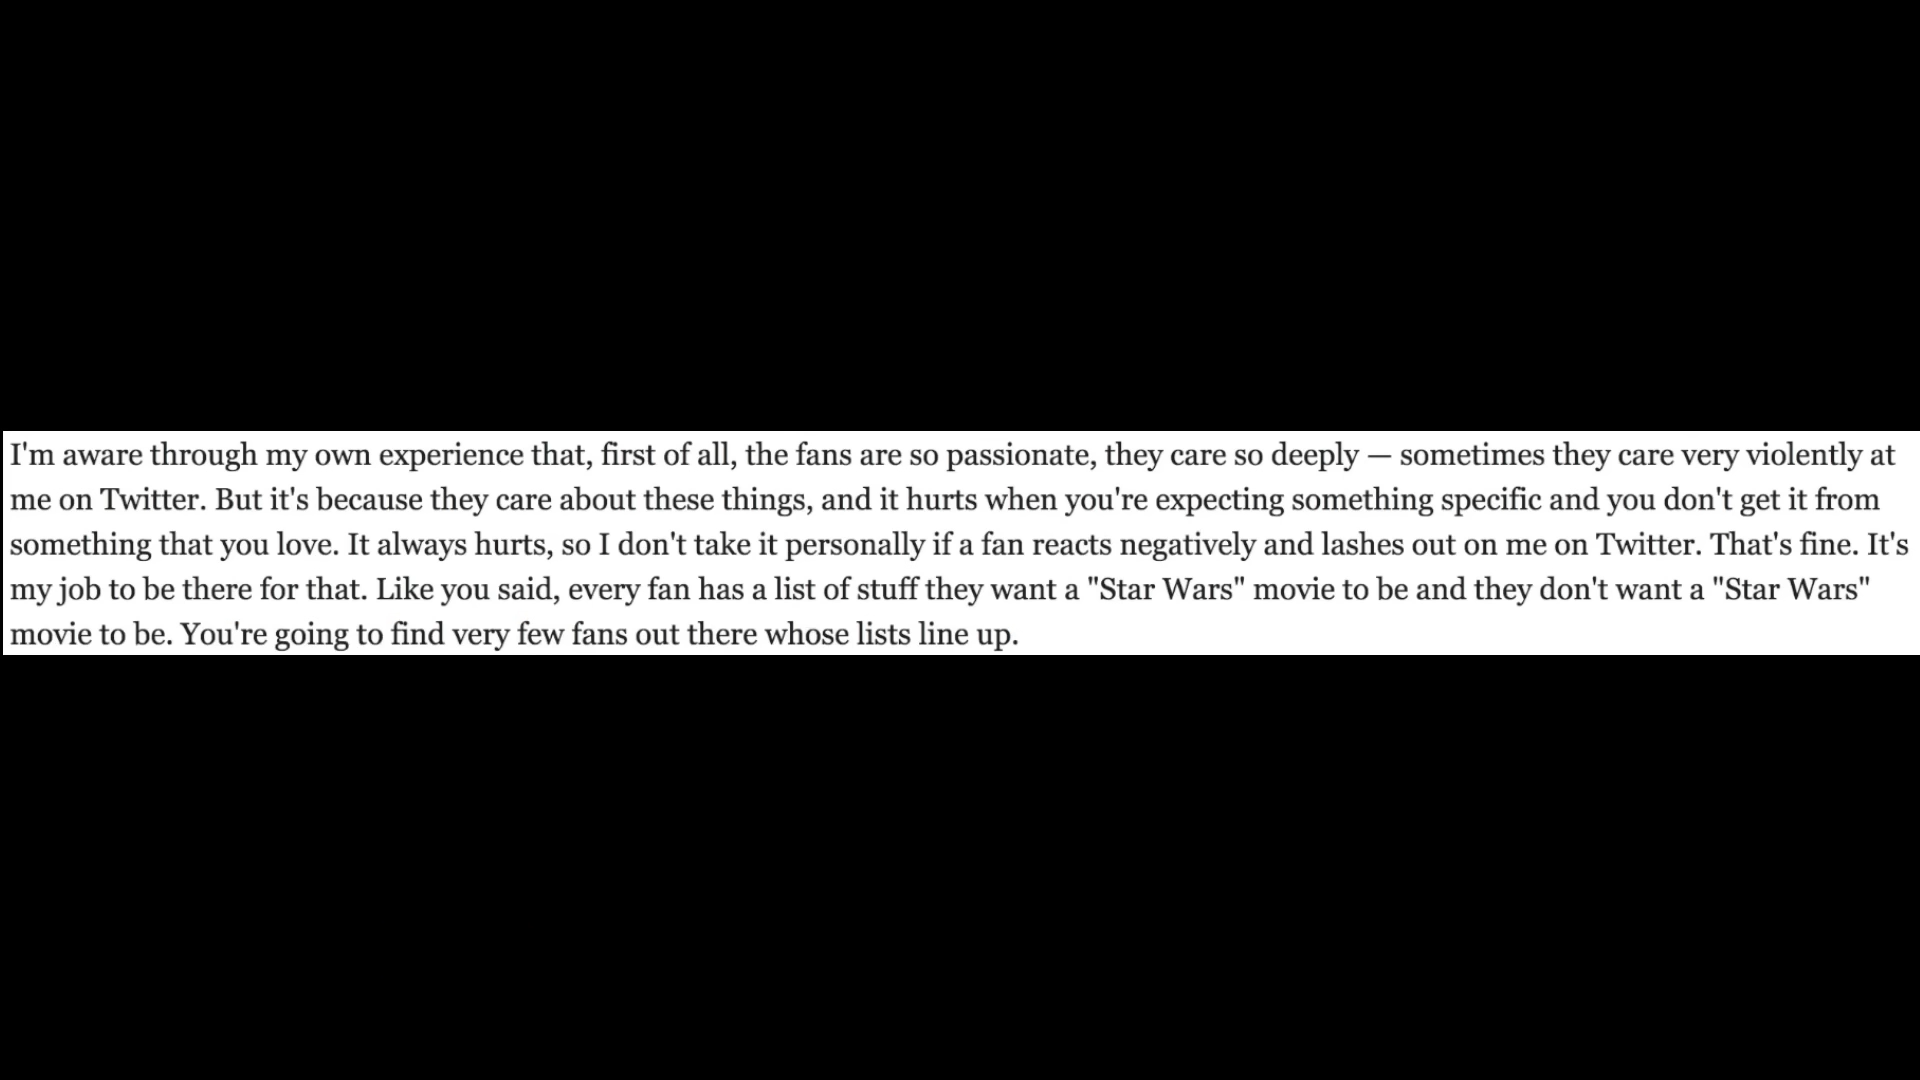 I'm aware through my own experience that, first of all, the fans are so passionate, they care so deeply — sometimes they care very violently at
me on Twitter. But it's because they care about these things, and it hurts when you're expecting something specific and you don't get it from
something that you love. It always hurts, so I don't take it personally if a fan reacts negatively and lashes out on me on Twitter. That's fine. It's
my job to be there for that. Like you said, every fan has a list of stuff they want a "Star Wars" movie to be and they don't want a "Star Wars"
movie to be. You're going to find very few fans out there whose lists line up.